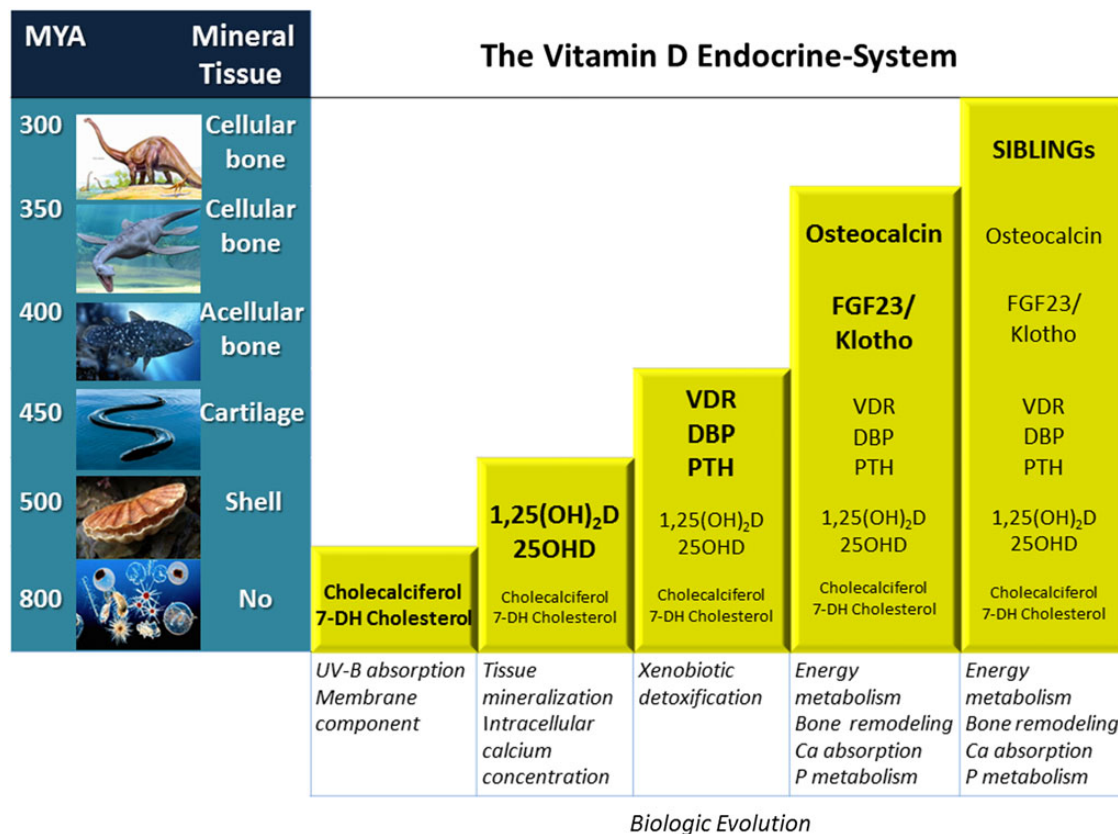 MYA
Mineral
Tissue
The Vitamin D Endocrine-System
300
Cellular
bone
350
Cellular
bone
400
Acellular
bone
450
Cartilage
500
Shell
800
No
Cholecalciferol
7-DH Cholesterol
1,25(OH)₂D
25OHD
Cholecalciferol
7-DH Cholesterol
VDR
DBP
PTH
1,25(OH)₂D
25OHD
Cholecalciferol
7-DH Cholesterol
Osteocalcin
FGF23/
Klotho
VDR
DBP
PTH
1,25(OH)₂D
25OHD
Cholecalciferol
7-DH Cholesterol
SIBLINGs
Osteocalcin
FGF23/
Klotho
VDR
DBP
PTH
1,25(OH)₂D
25OHD
Cholecalciferol
7-DH Cholesterol
UV-B absorption
Membrane
component
Tissue
mineralization
Intracellular
calcium
concentration
Xenobiotic
detoxification
Energy
metabolism
Bone remodeling
Ca absorption
P metabolism
Energy
metabolism
Bone remodeling
Ca absorption
P metabolism
Biologic Evolution